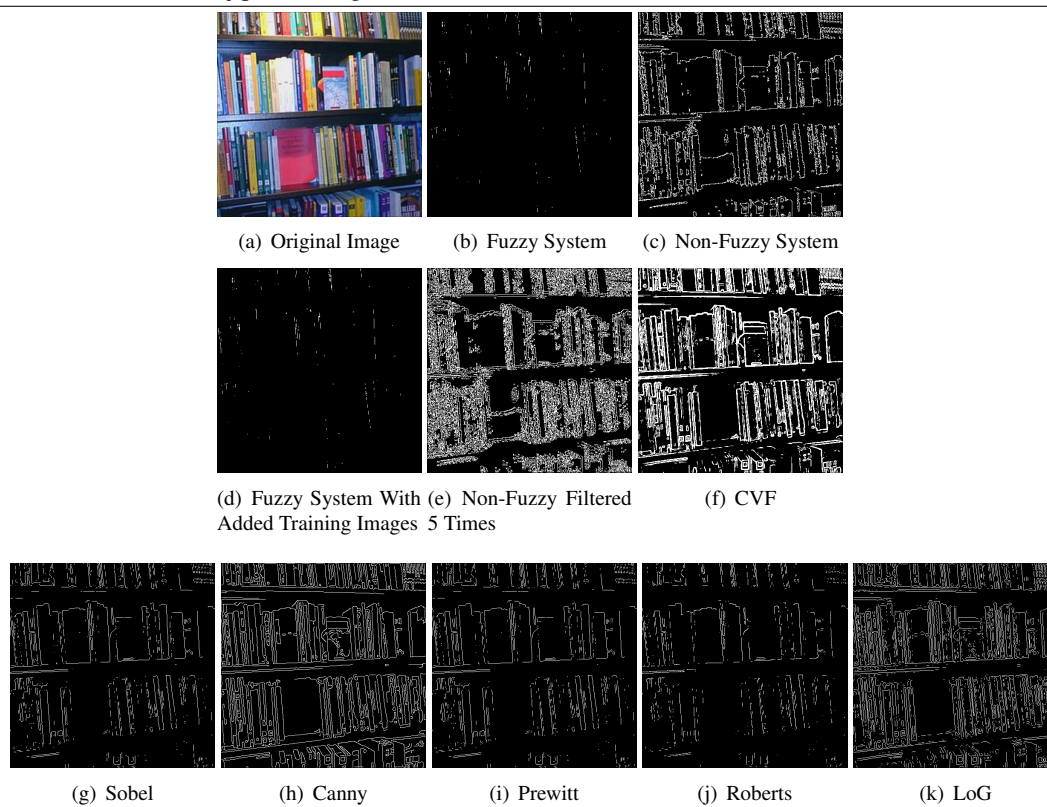 (a) Original Image
(b) Fuzzy System
(c) Non-Fuzzy System
(d) Fuzzy System With
Added Training Images
(e) Non-Fuzzy Filtered
5 Times
(f) CVF
(g) Sobel
(h) Canny
(i) Prewitt
(j) Roberts
(k) LoG